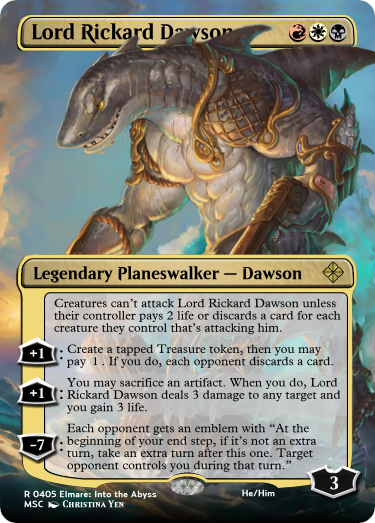 Lord Rickard Dawson
Legendary Planeswalker — Dawson
Creatures can't attack Lord Rickard Dawson unless
their controller pays 2 life or discards a card for each
creature they control that's attacking him.
+1: Create a tapped Treasure token, then you may
pay 1. If you do, each opponent discards a card.
+1: You may sacrifice an artifact. When you do, Lord
Rickard Dawson deals 3 damage to any target and
you gain 3 life.
-7: Each opponent gets an emblem with “At the
beginning of your end step, if it's not an extra
turn, take an extra turn after this one. Target
opponent controls you during that turn.”
3
R 0405 Elmare: Into the Abyss
He/Him
MSC Christina Yen